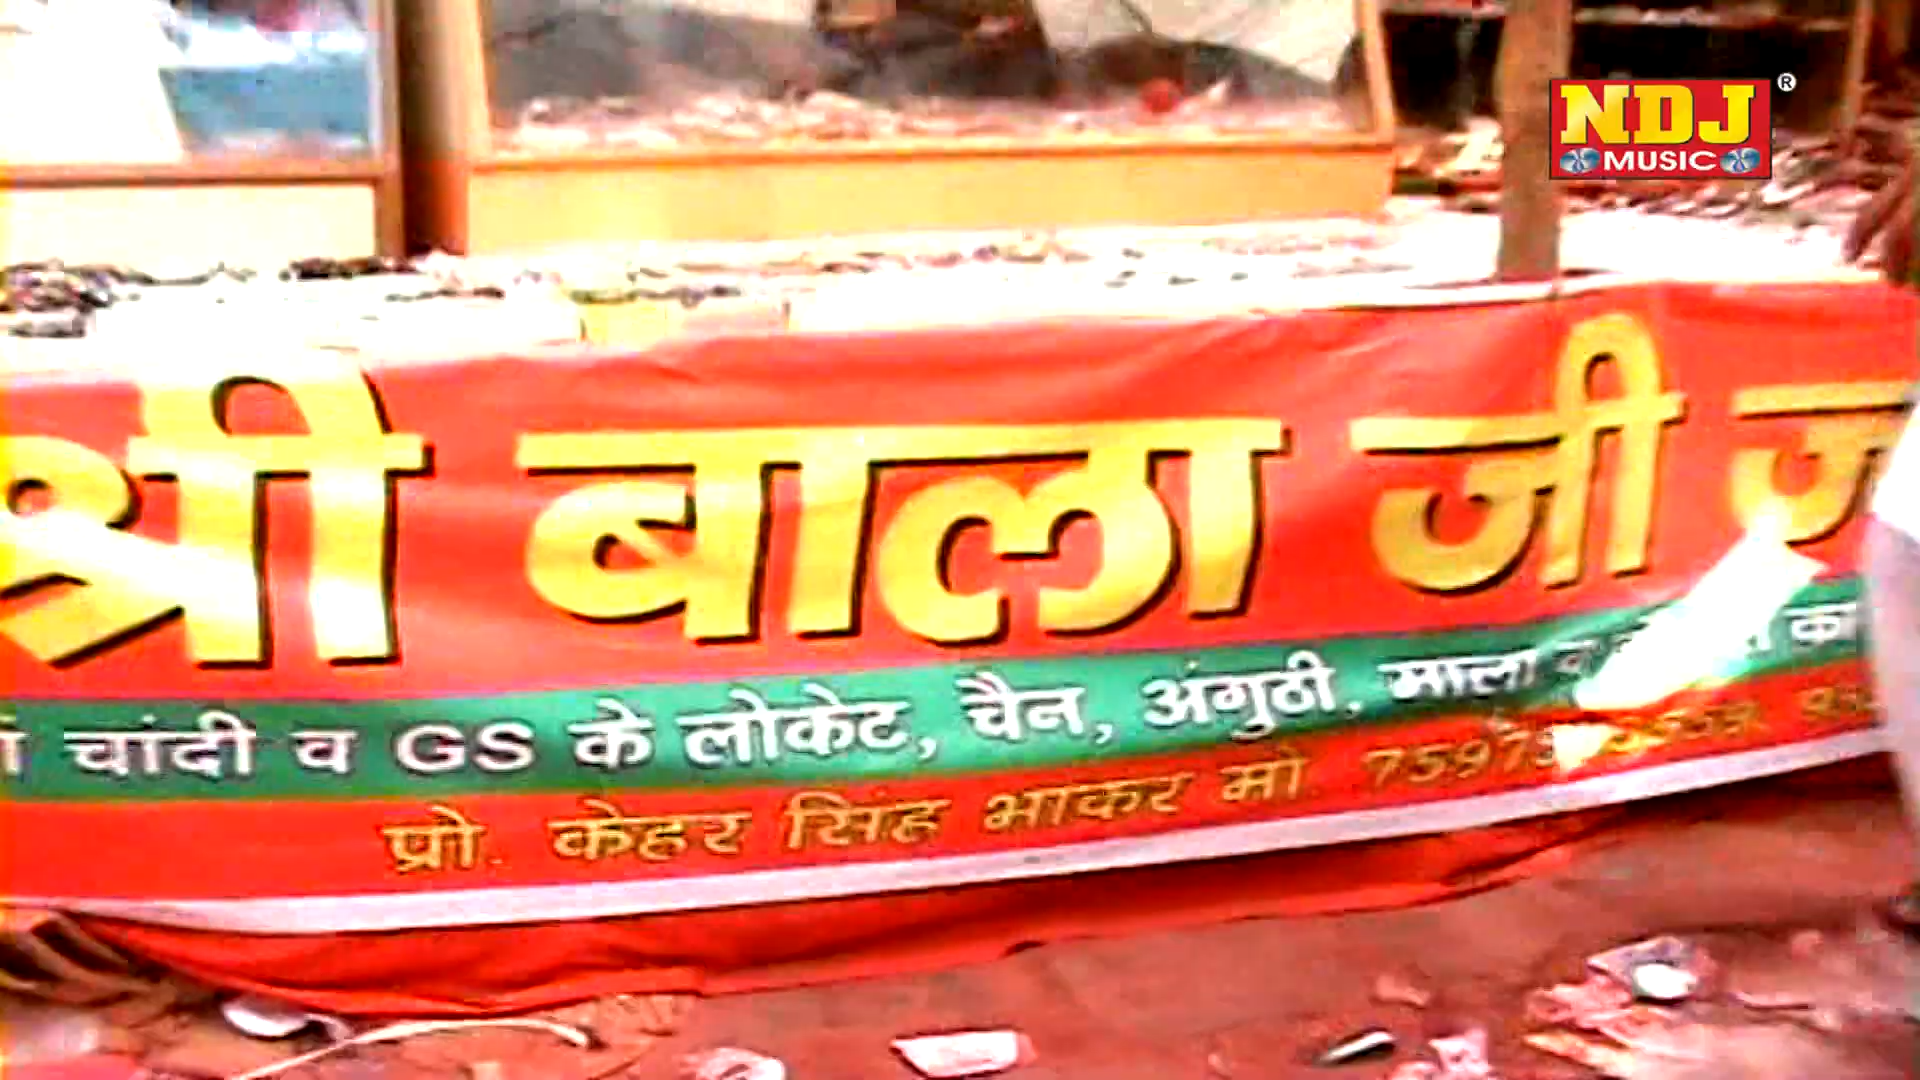 NDJ
MUSIC
®
श्री बाला जी
चांदी व GS के लोकेट, चैन, अंगुठी, माला व
प्रो. केहर सिंह भाकर मो.